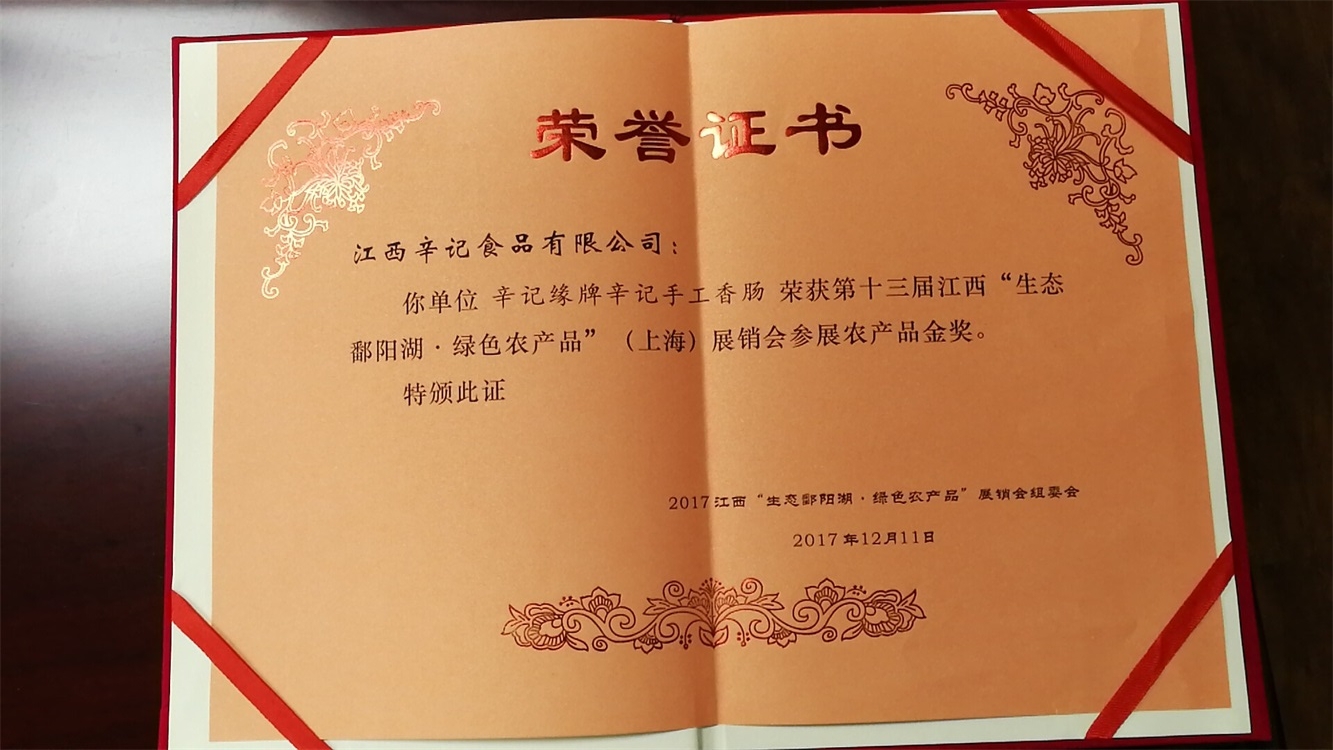 荣誉证书
江西辛记食品有限公司：
你单位 辛记缘牌辛记手工香肠 荣获第十三届江西“生态
鄱阳湖·绿色农产品”（上海）展销会参展农产品金奖。
特颁此证
2017江西“生态鄱阳湖·绿色农产品”展销会组委会
2017年12月11日